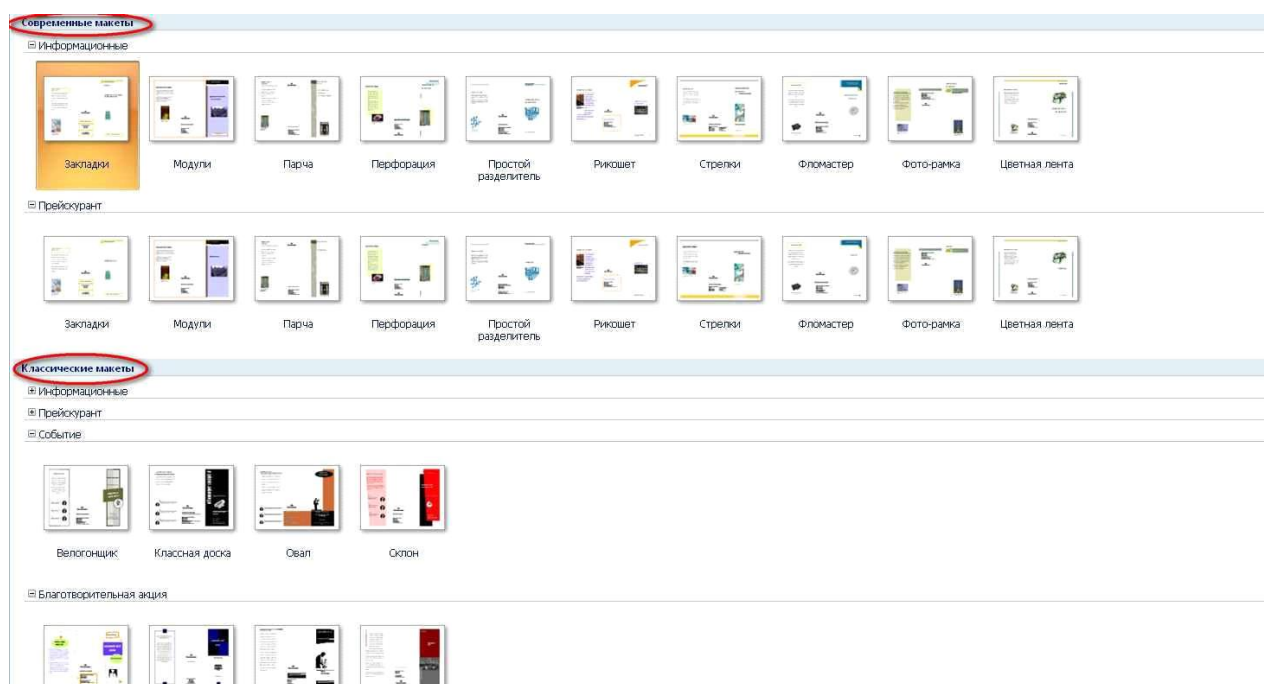 Современные макеты
Информационные
Закладки Модули Парча Перфорация Простой разделитель Рикошет Стрелки Фломастер Фото-рамка Цветная лента
Прейскурант
Закладки Модули Парча Перфорация Простой разделитель Рикошет Стрелки Фломастер Фото-рамка Цветная лента
Классические макеты
Информационные
Прейскурант
Событие
Велогонщик Классная доска Овал Склон
Благотворительная акция